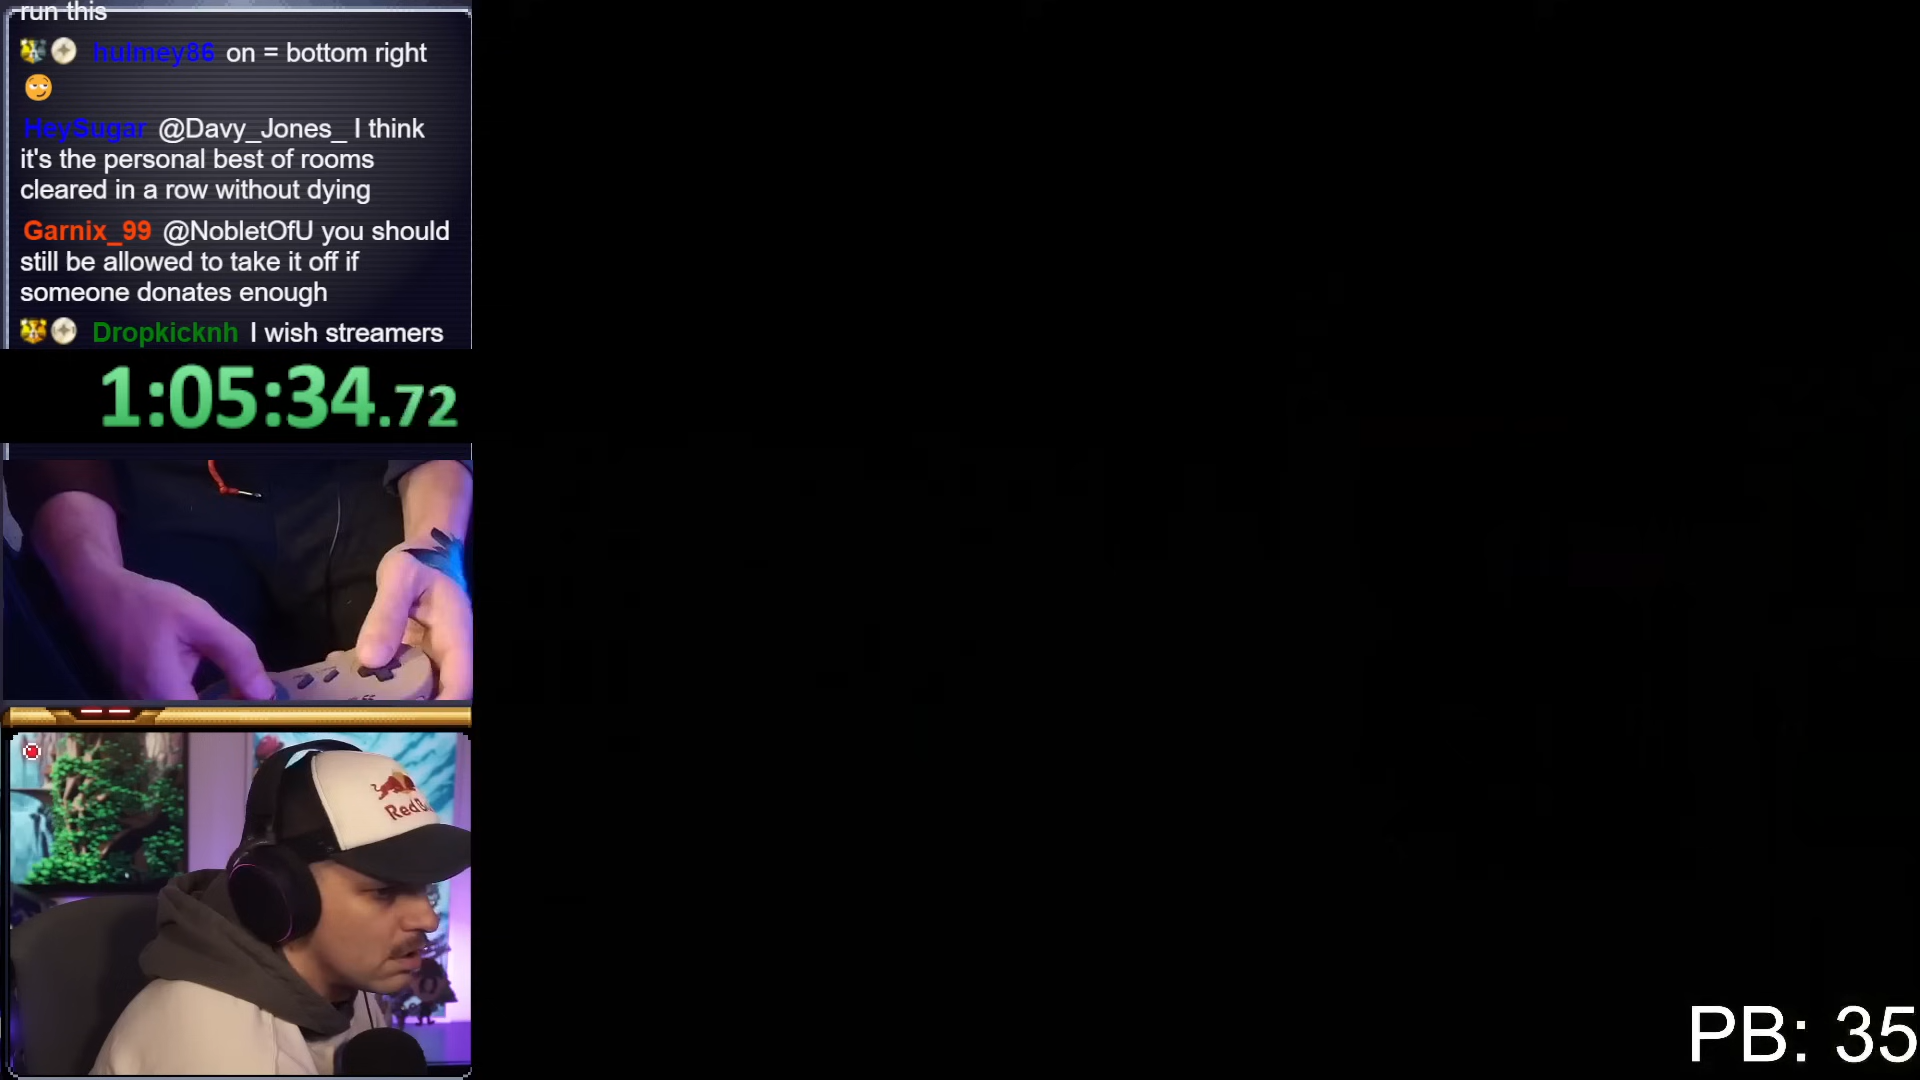 run this
hulmey86 on = bottom right
HeySugar @Davy_Jones_ I think
it's the personal best of rooms
cleared in a row without dying
Garnix_99 @NobletOfU you should
still be allowed to take it off if
someone donates enough
Dropkicknh I wish streamers
1:05:34.72
PB: 35